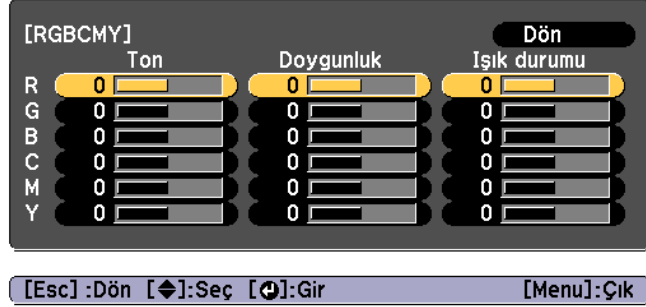 [RGBCMY] Dön
Ton Doygunluk Işık durumu
R 0 0 0
G 0 0 0
B 0 0 0
C 0 0 0
M 0 0 0
Y 0 0 0
[Esc] :Dön [◆]:Seç [⏎]:Gir [Menu]:Çık